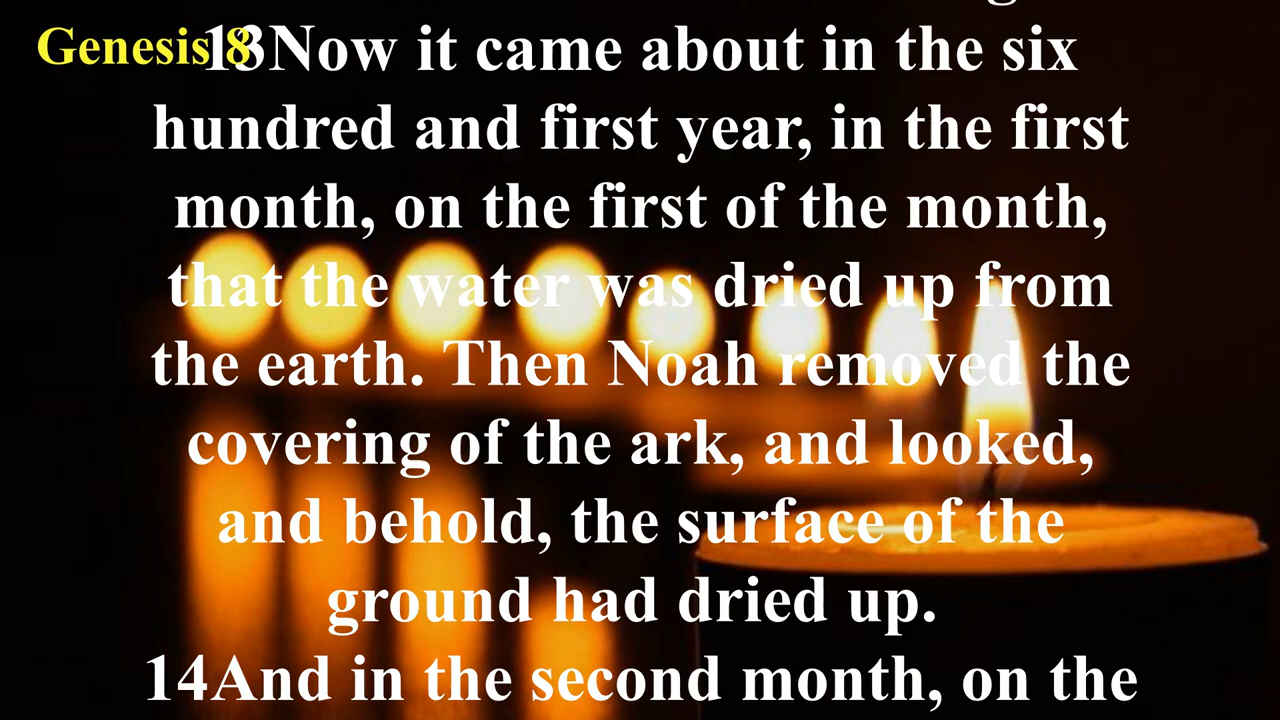 Genesis 8
13Now it came about in the six
hundred and first year, in the first
month, on the first of the month,
that the water was dried up from
the earth. Then Noah removed the
covering of the ark, and looked,
and behold, the surface of the
ground had dried up.
14And in the second month, on the